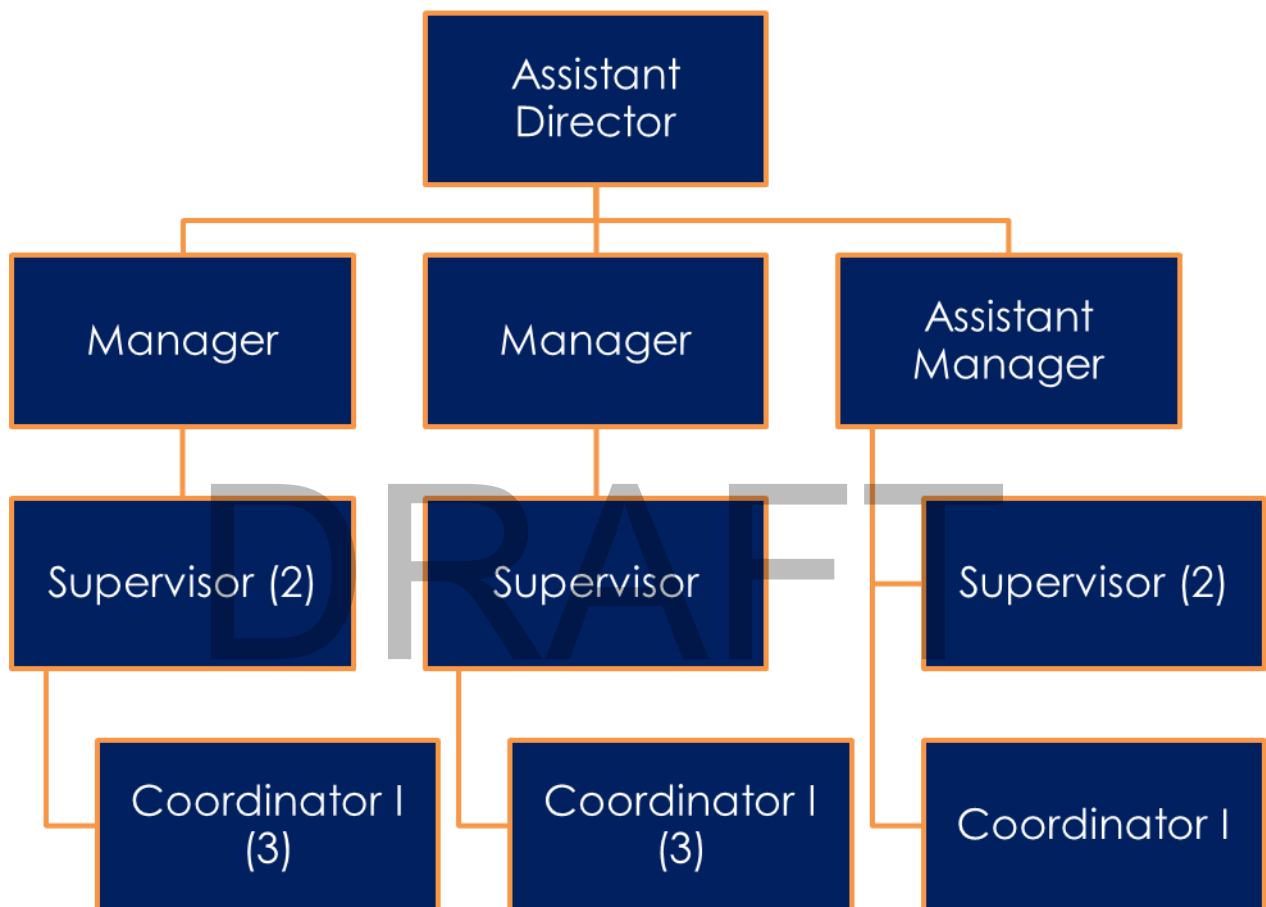 Assistant
Director
Manager
Manager
Assistant
Manager
Supervisor (2)
Supervisor
Supervisor (2)
DRAFT
Coordinator I
(3)
Coordinator I
(3)
Coordinator I